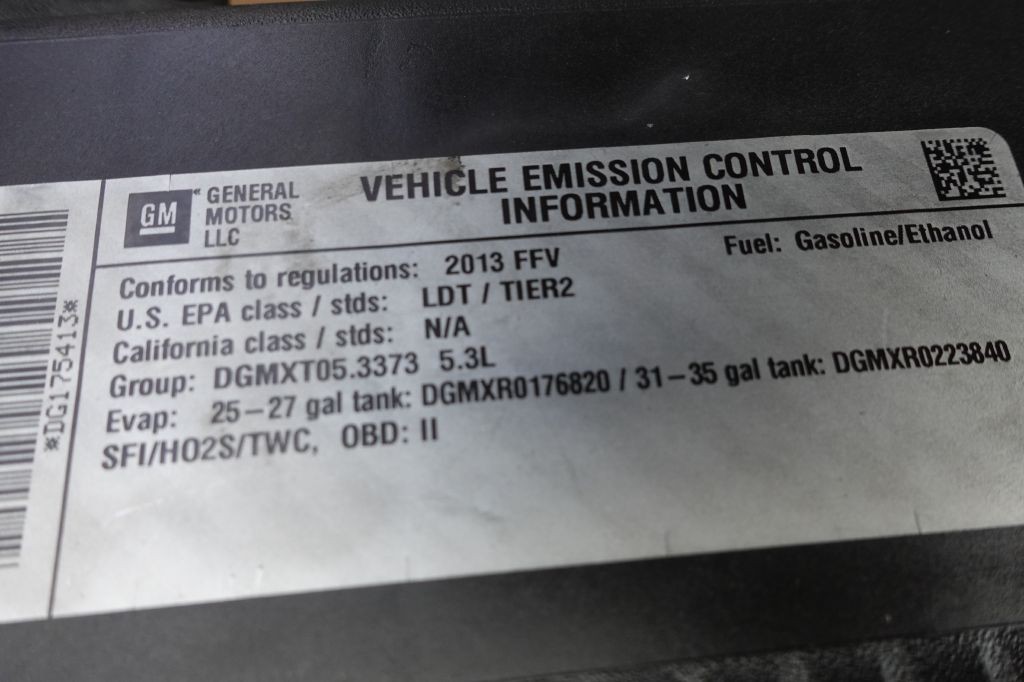 *DG175413*
GM
GENERAL
MOTORS
LLC
VEHICLE EMISSION CONTROL
INFORMATION
Fuel: Gasoline/Ethanol
Conforms to regulations: 2013 FFV
U.S. EPA class / stds: LDT / TIER2
California class / stds: N/A
Group: DGMXT05.3373 5.3L
Evap: 25-27 gal tank: DGMXR0176820 / 31-35 gal tank: DGMXR0223840
SFI/HO2S/TWC, OBD: II